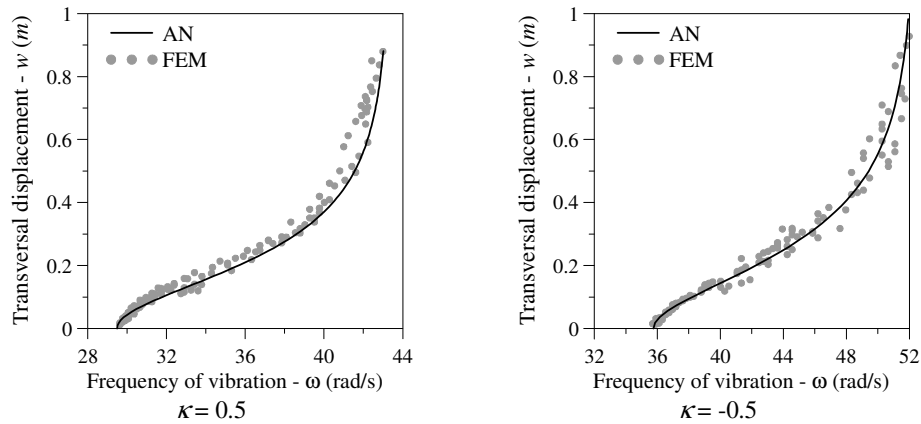 Transversal displacement - w (m)
1
0.8
0.6
0.4
0.2
0
AN
FEM
28 32 36 40 44
Frequency of vibration - ω (rad/s)
κ = 0.5
Transversal displacement - w (m)
1
0.8
0.6
0.4
0.2
0
AN
FEM
32 36 40 44 48 52
Frequency of vibration - ω (rad/s)
κ = -0.5